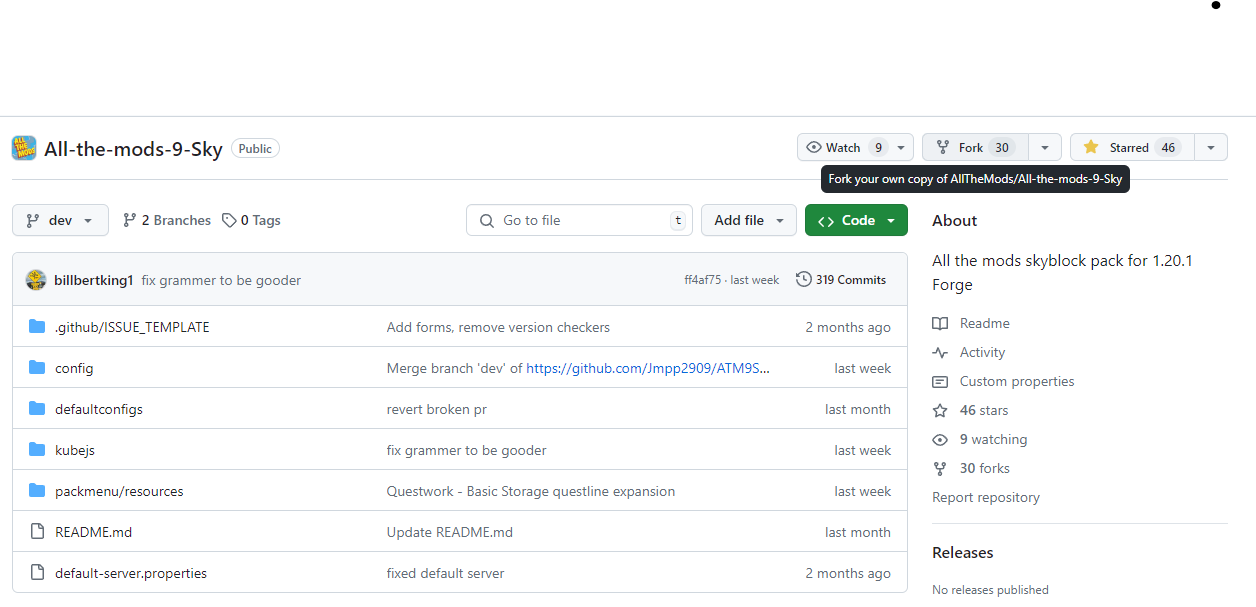 All-the-mods-9-Sky Public Watch 9 Fork 30 Starred 46
Fork your own copy of AllTheMods/All-the-mods-9-Sky
dev 2 Branches 0 Tags Go to file t Add file Code
billbertking1 fix grammer to be gooder ff4af75 · last week 319 Commits
.github/ISSUE_TEMPLATE Add forms, remove version checkers 2 months ago
config Merge branch 'dev' of https://github.com/Jmpp2909/ATM9S... last week
defaultconfigs revert broken pr last month
kubejs fix grammer to be gooder last week
packmenu/resources Questwork - Basic Storage questline expansion last week
README.md Update README.md last month
default-server.properties fixed default server 2 months ago
About
All the mods skyblock pack for 1.20.1
Forge
Readme
Activity
Custom properties
46 stars
9 watching
30 forks
Report repository
Releases
No releases published